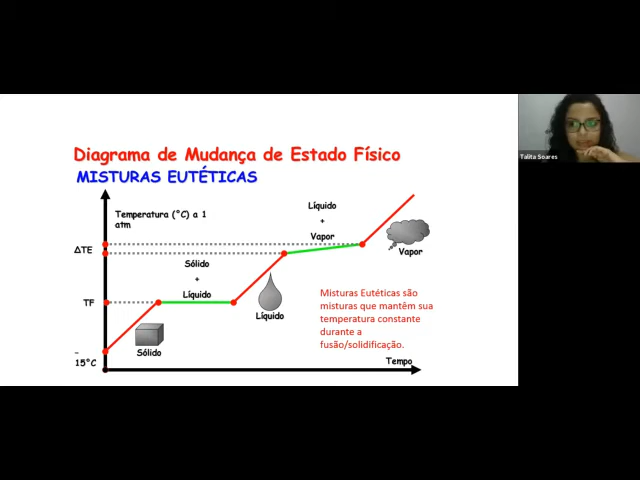 Talita Soares
Diagrama de Mudança de Estado Físico
MISTURAS EUTÉTICAS
Temperatura (°C) a 1
atm
Líquido
+
Vapor
ΔTE
Vapor
Sólido
+
Líquido
TF
Líquido
Misturas Eutéticas são
misturas que mantêm sua
temperatura constante
durante a
fusão/solidificação.
Sólido
–
15°C
Tempo